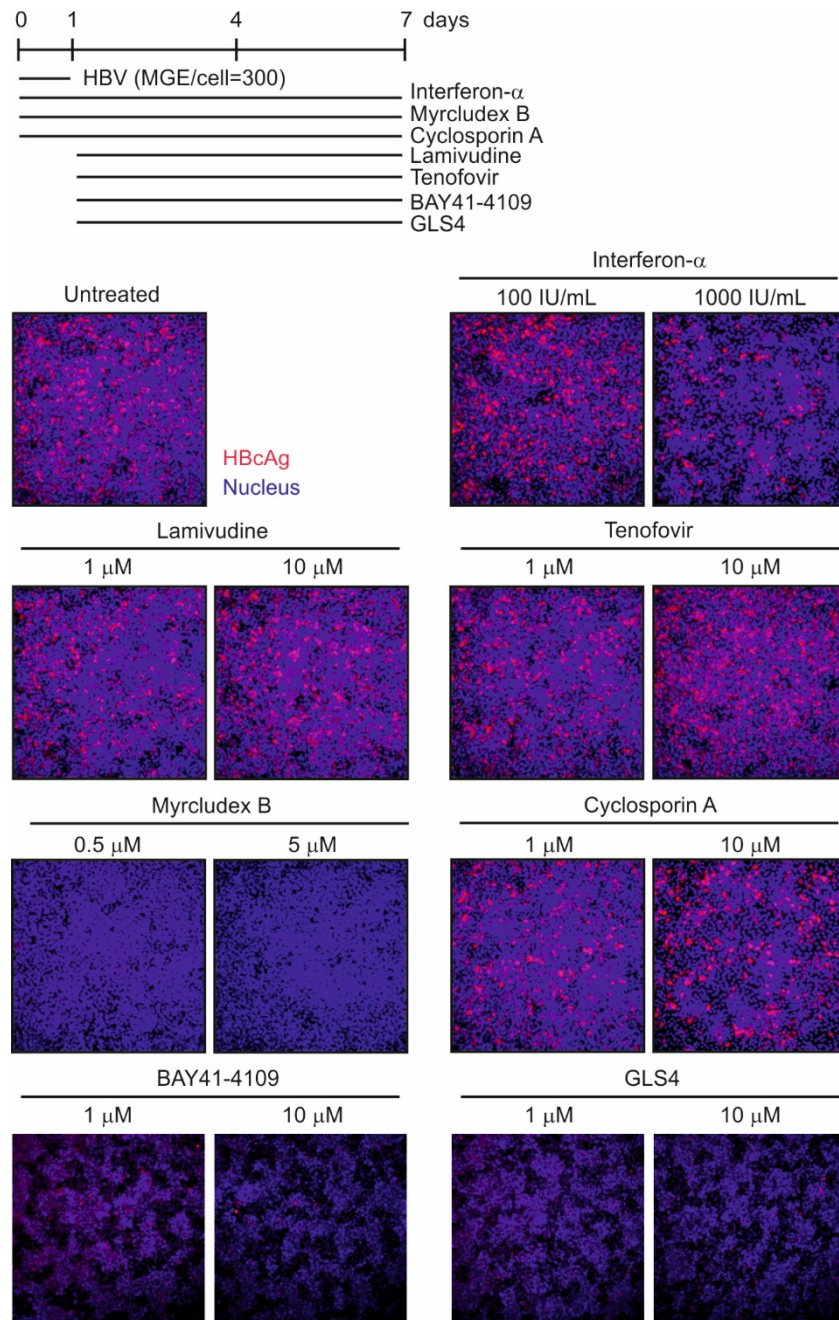 0 1 4 7 days
HBV (MGE/cell=300)
Interferon-α
Myrcludex B
Cyclosporin A
Lamivudine
Tenofovir
BAY41-4109
GLS4
Interferon-α
Untreated 100 IU/mL 1000 IU/mL
HBcAg
Nucleus
Lamivudine Tenofovir
1 μM 10 μM 1 μM 10 μM
Myrcludex B Cyclosporin A
0.5 μM 5 μM 1 μM 10 μM
BAY41-4109 GLS4
1 μM 10 μM 1 μM 10 μM